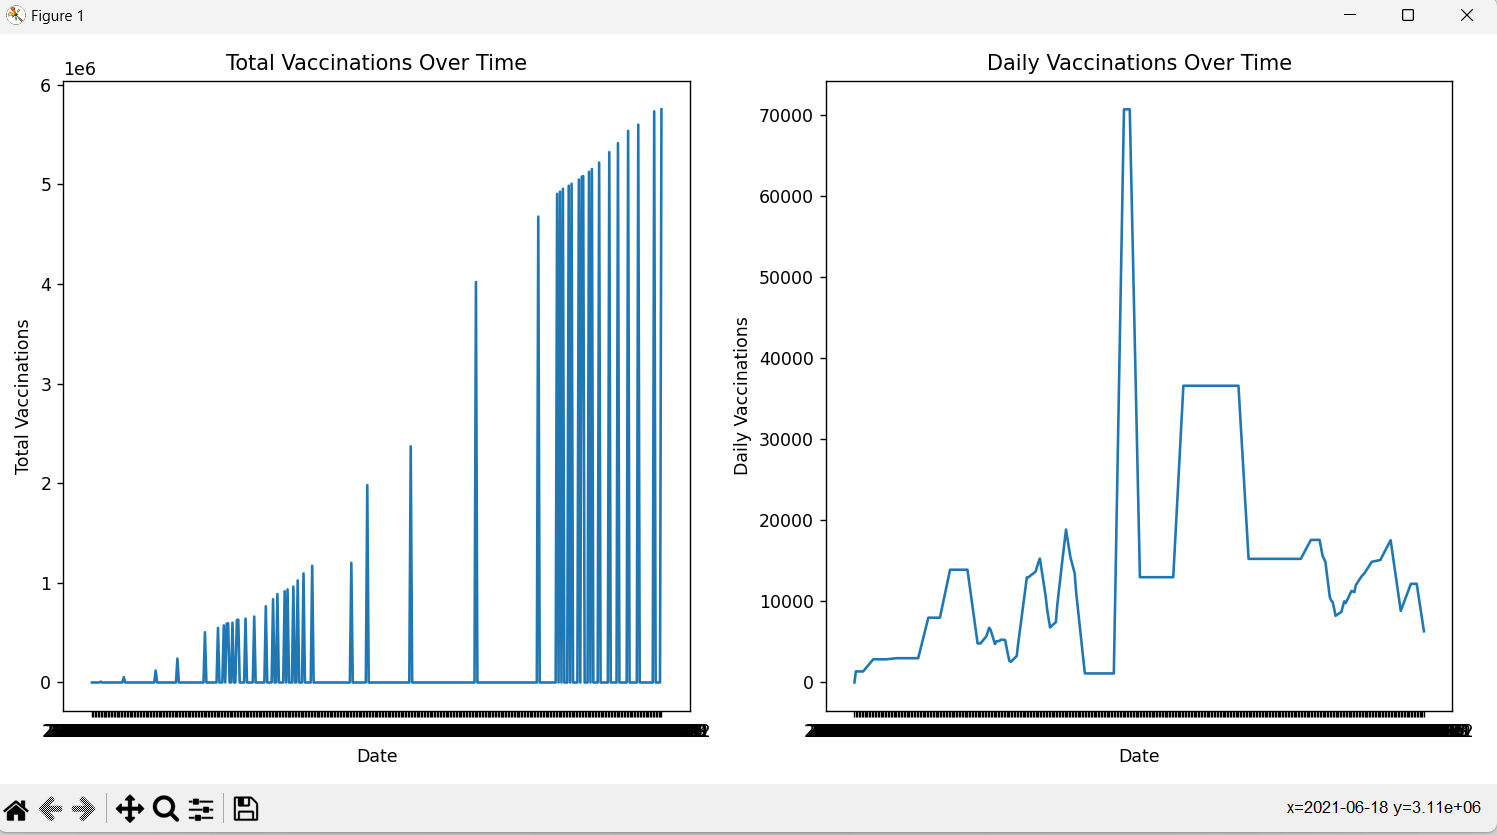 Figure 1
Total Vaccinations Over Time
1e6
6
5
4
3
2
1
0
Total Vaccinations
Date
Daily Vaccinations Over Time
70000
60000
50000
40000
30000
20000
10000
0
Daily Vaccinations
Date
x=2021-06-18 y=3.11e+06